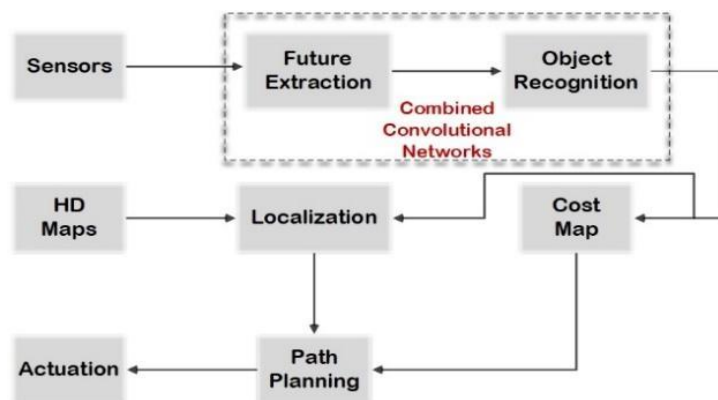 Sensors
Future
Extraction
Object
Recognition
Combined
Convolutional
Networks
HD
Maps
Localization
Cost
Map
Actuation
Path
Planning